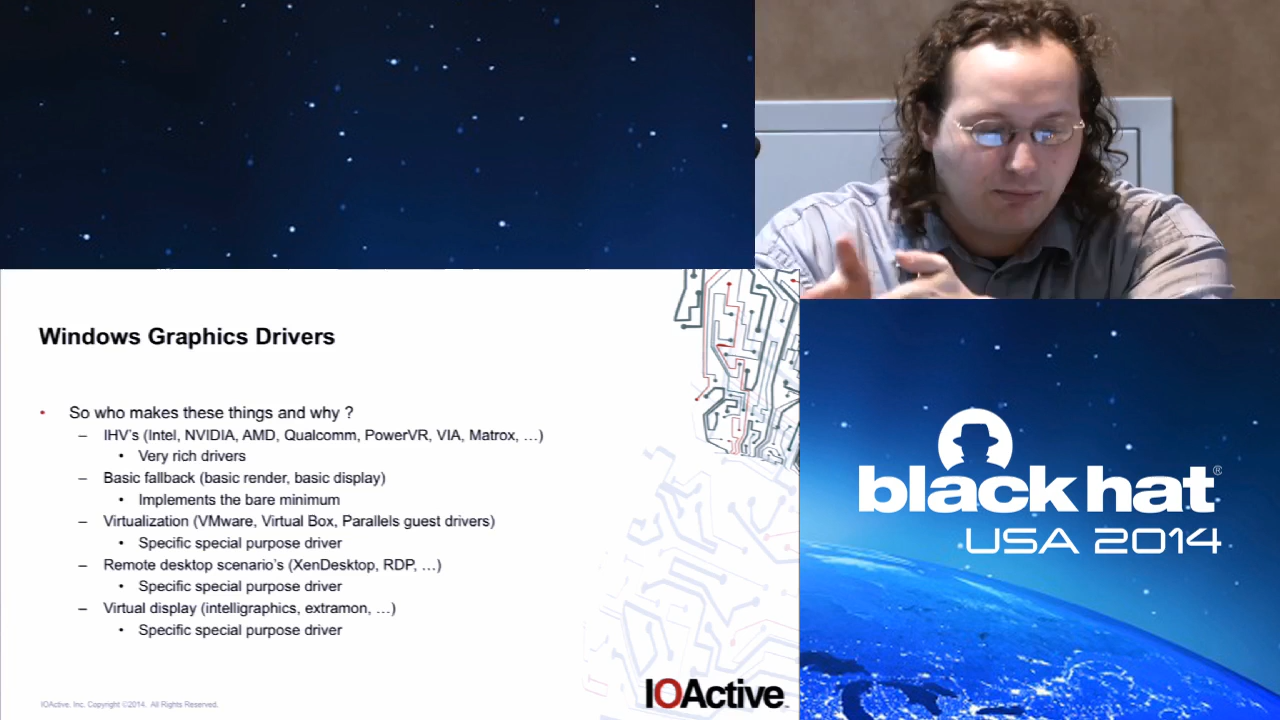 Windows Graphics Drivers
• So who makes these things and why ?
– IHV's (Intel, NVIDIA, AMD, Qualcomm, PowerVR, VIA, Matrox, …)
• Very rich drivers
– Basic fallback (basic render, basic display)
• Implements the bare minimum
– Virtualization (VMware, Virtual Box, Parallels guest drivers)
• Specific special purpose driver
– Remote desktop scenario's (XenDesktop, RDP, …)
• Specific special purpose driver
– Virtual display (intelligraphics, extramon, …)
• Specific special purpose driver
IOActive, Inc. Copyright ©2014. All Rights Reserved.
IOActive
black hat®
USA 2014